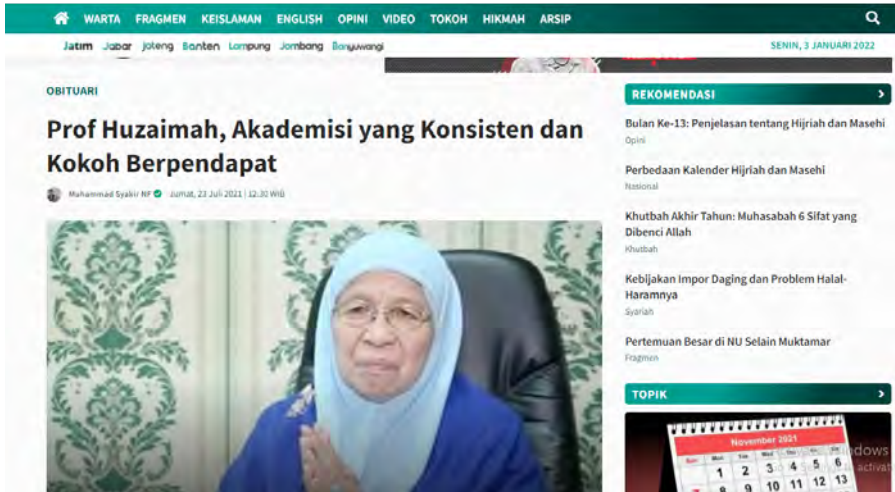 WARTA FRAGMEN KEISLAMAN ENGLISH OPINI VIDEO TOKOH HIKMAH ARSIP
Jatim Jabar Jateng Banten Lampung Jombang Banyuwangi
SENIN, 3 JANUARI 2022
OBITUARI
Prof Huzaimah, Akademisi yang Konsisten dan
Kokoh Berpendapat
Muhammad Syakir NF Jumat, 23 Juli 2021 | 12:30 WIB
REKOMENDASI
Bulan Ke-13: Penjelasan tentang Hijriah dan Masehi
Opini
Perbedaan Kalender Hijriah dan Masehi
Nasional
Khutbah Akhir Tahun: Muhasabah 6 Sifat yang
Dibenci Allah
Khutbah
Kebijakan Impor Daging dan Problem Halal-
Haramnya
Syariah
Pertemuan Besar di NU Selain Muktamar
Fragmen
TOPIK
November 2021
Sun Mon Tue
1 2 3 4 5 6
8 9 10 11 12 13